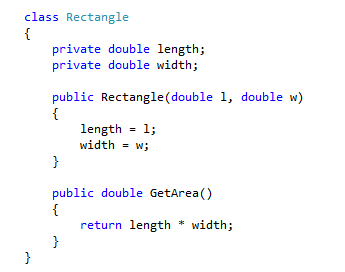 class Rectangle
{
    private double length;
    private double width;

    public Rectangle(double l, double w)
    {
        length = l;
        width = w;
    }

    public double GetArea()
    {
        return length * width;
    }
}